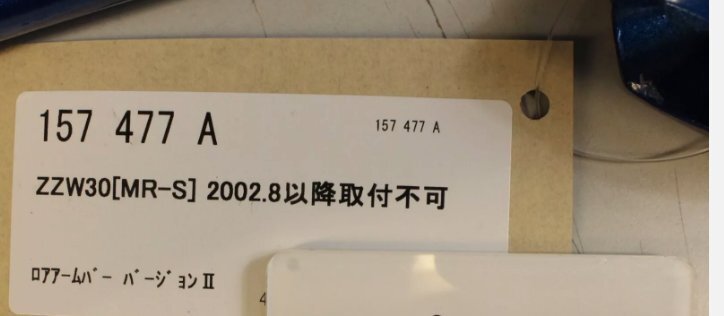 157 477 A
157 477 A
ZZW30[MR-S] 2002.8以降取付不可
ﾛｱｱｰﾑﾊﾞｰ ﾊﾞｰｼﾞｮﾝⅡ
4